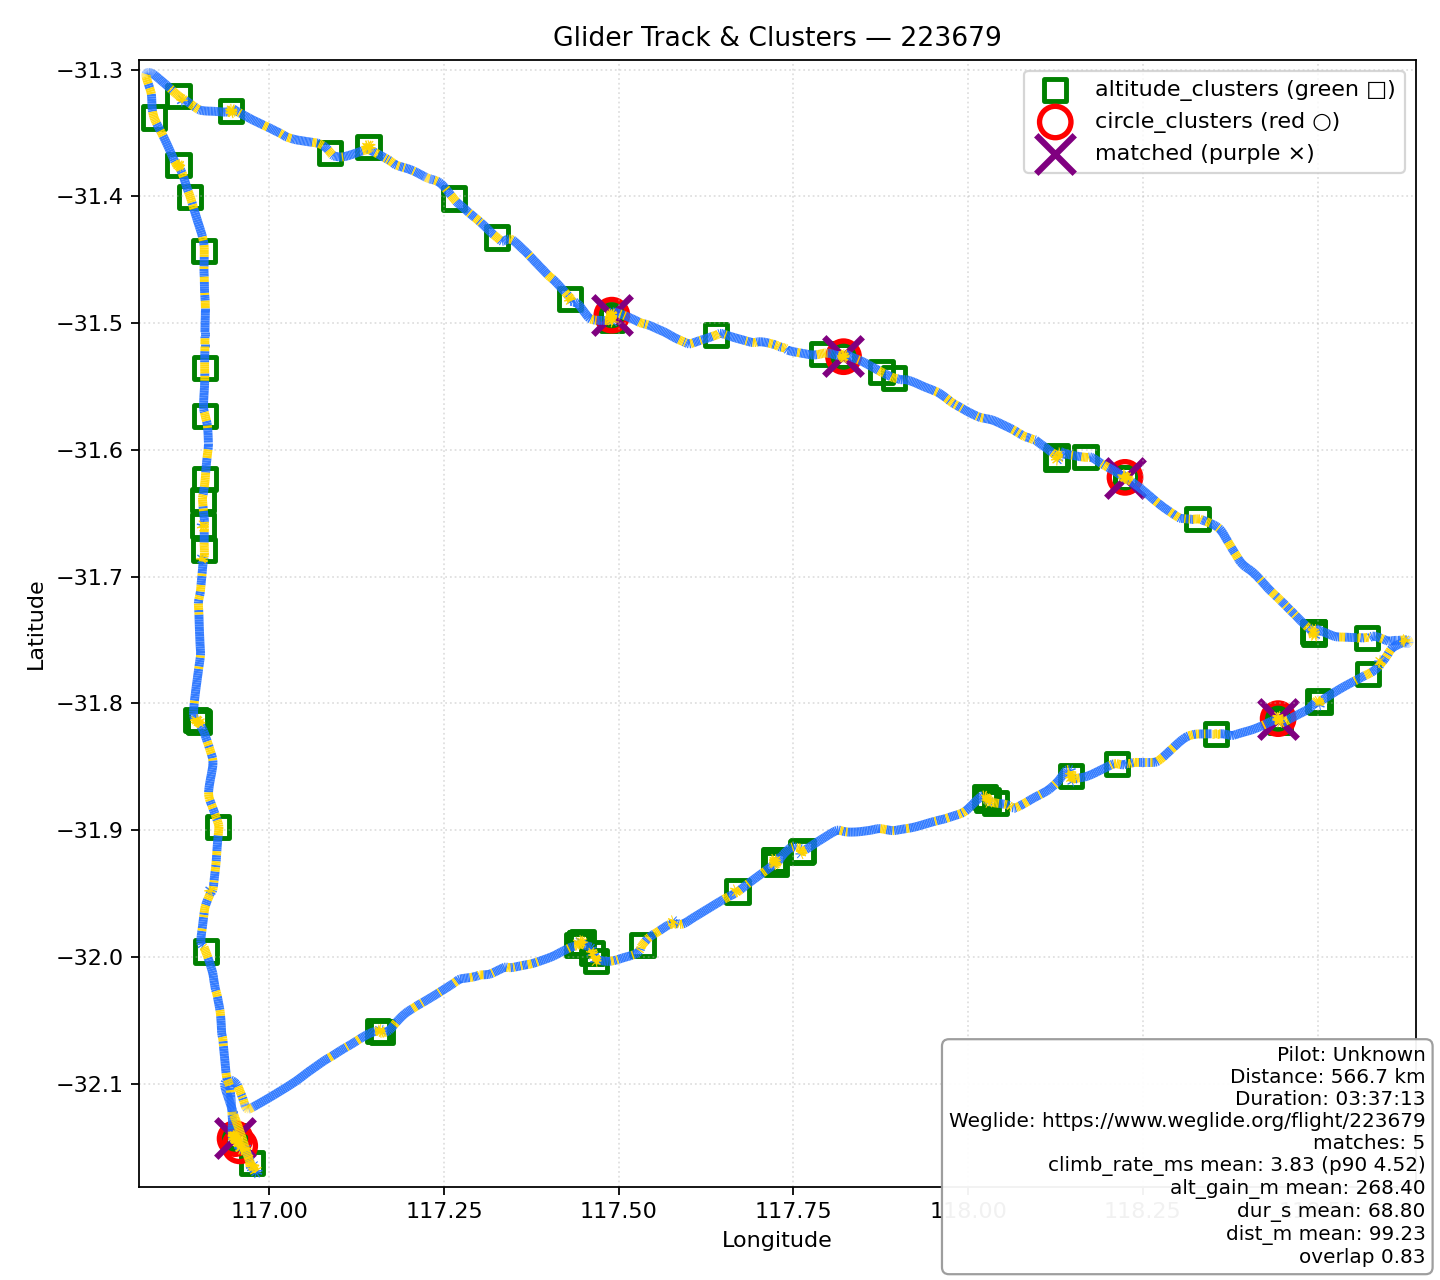 Glider Track & Clusters — 223679
altitude_clusters (green □)
circle_clusters (red ○)
matched (purple ×)
−31.3
−31.4
−31.5
−31.6
−31.7
−31.8
−31.9
−32.0
−32.1
Latitude
117.00
117.25
117.50
117.75
118.00
118.25
Longitude
Pilot: Unknown
Distance: 566.7 km
Duration: 03:37:13
Weglide: https://www.weglide.org/flight/223679
matches: 5
climb_rate_ms mean: 3.83 (p90 4.52)
alt_gain_m mean: 268.40
dur_s mean: 68.80
dist_m mean: 99.23
overlap 0.83